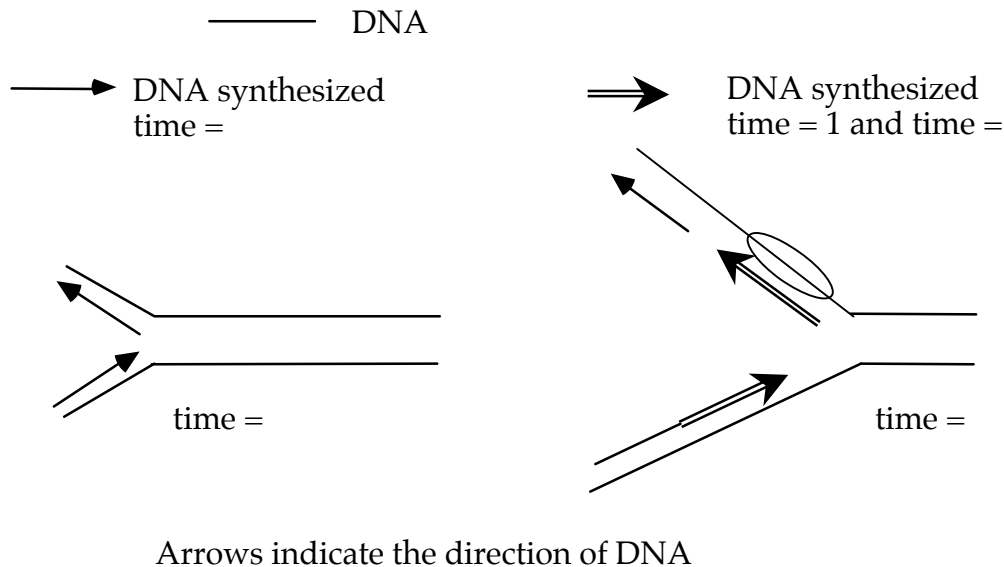 DNA
DNA synthesized
time =
DNA synthesized
time = 1 and time =
time =
time =
Arrows indicate the direction of DNA